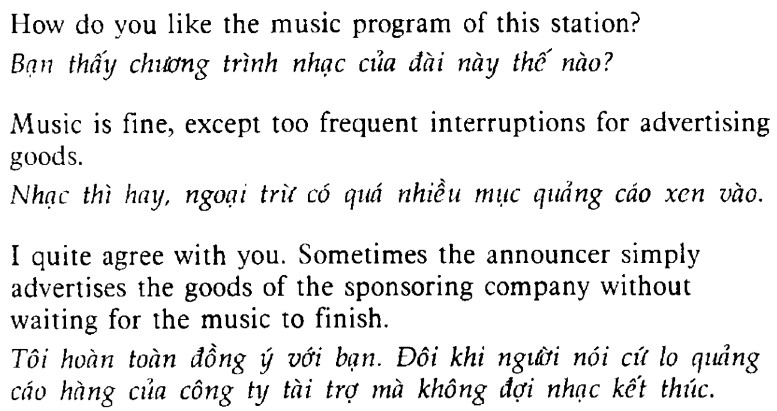 How do you like the music program of this station?
Bạn thấy chương trình nhạc của đài này thế nào?
Music is fine, except too frequent interruptions for advertising
goods.
Nhạc thì hay, ngoại trừ có quá nhiều mục quảng cáo xen vào.
I quite agree with you. Sometimes the announcer simply
advertises the goods of the sponsoring company without
waiting for the music to finish.
Tôi hoàn toàn đồng ý với bạn. Đôi khi người nói cứ lo quảng
cáo hàng của công ty tài trợ mà không đợi nhạc kết thúc.